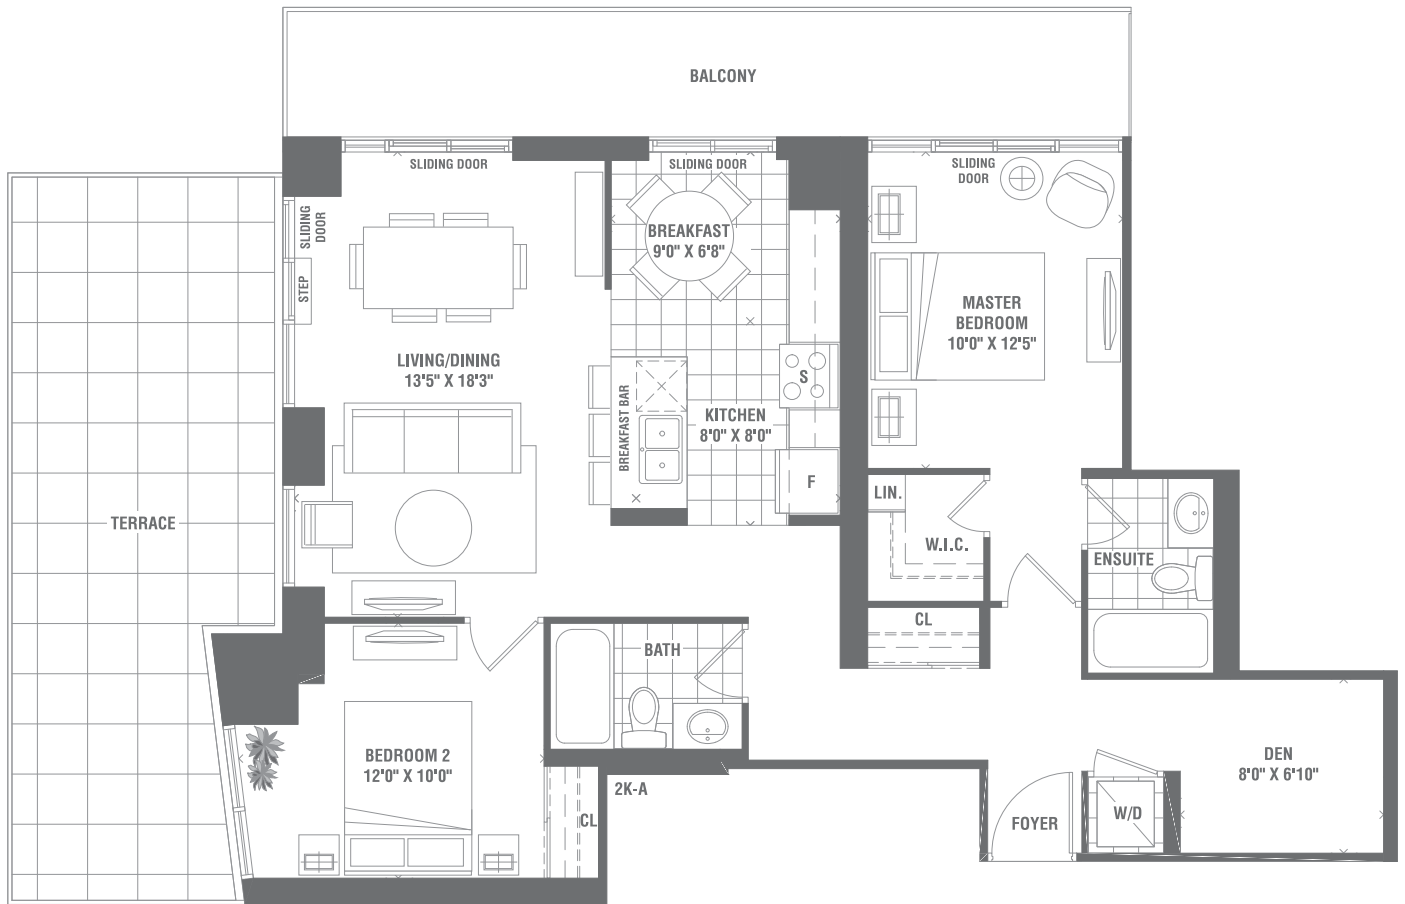 BALCONY
SLIDING DOOR
SLIDING DOOR
SLIDING
DOOR
SLIDING
DOOR
STEP
BREAKFAST
9'0" X 6'8"
MASTER
BEDROOM
10'0" X 12'5"
LIVING/DINING
13'5" X 18'3"
S
BREAKFAST BAR
KITCHEN
8'0" X 8'0"
F
LIN.
TERRACE
W.I.C.
ENSUITE
CL
BATH
BEDROOM 2
12'0" X 10'0"
DEN
8'0" X 6'10"
2K-A
CL
FOYER
W/D